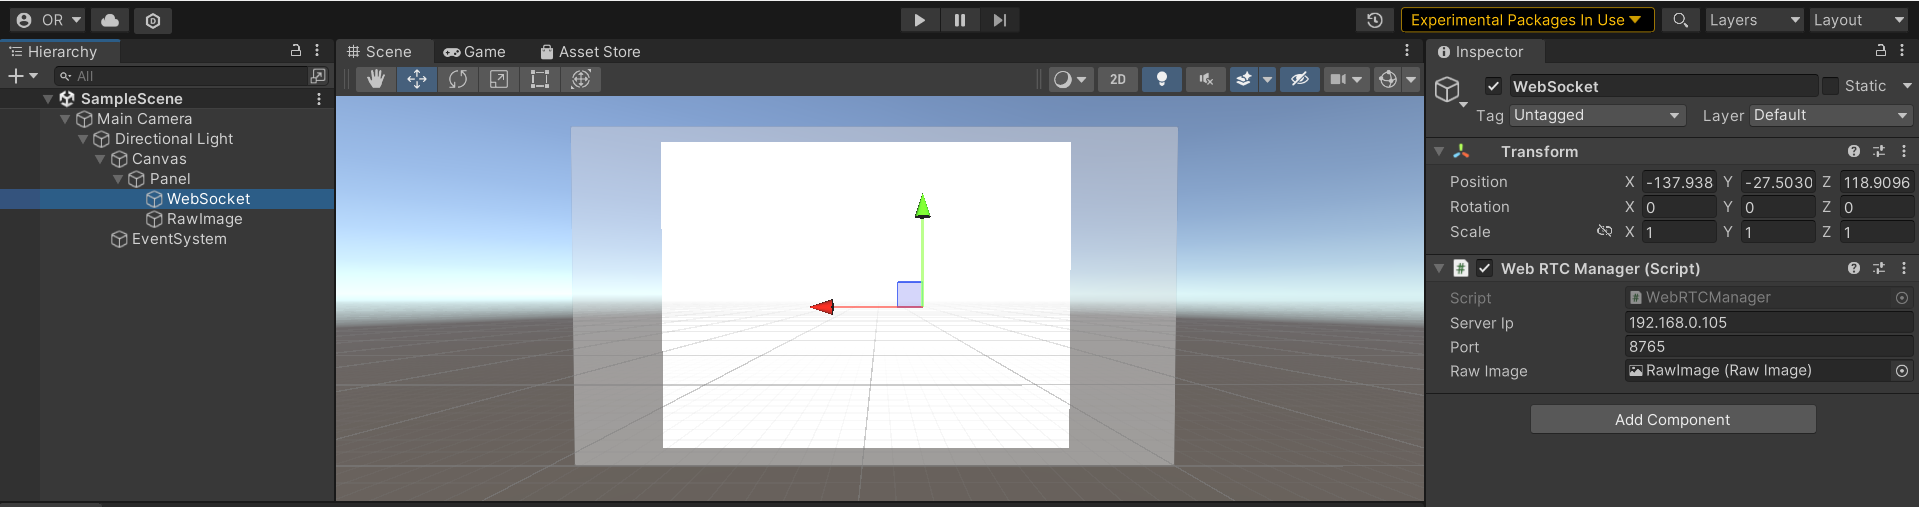 OR
Experimental Packages In Use
Layers
Layout
Hierarchy
Scene
Game
Asset Store
Inspector
All
2D
SampleScene
Main Camera
Directional Light
Canvas
Panel
WebSocket
RawImage
EventSystem
WebSocket
Static
Tag Untagged Layer Default
Transform
Position X -137.938 Y -27.5030 Z 118.9096
Rotation X 0 Y 0 Z 0
Scale X 1 Y 1 Z 1
# Web RTC Manager (Script)
Script # WebRTCManager
Server Ip 192.168.0.105
Port 8765
Raw Image RawImage (Raw Image)
Add Component